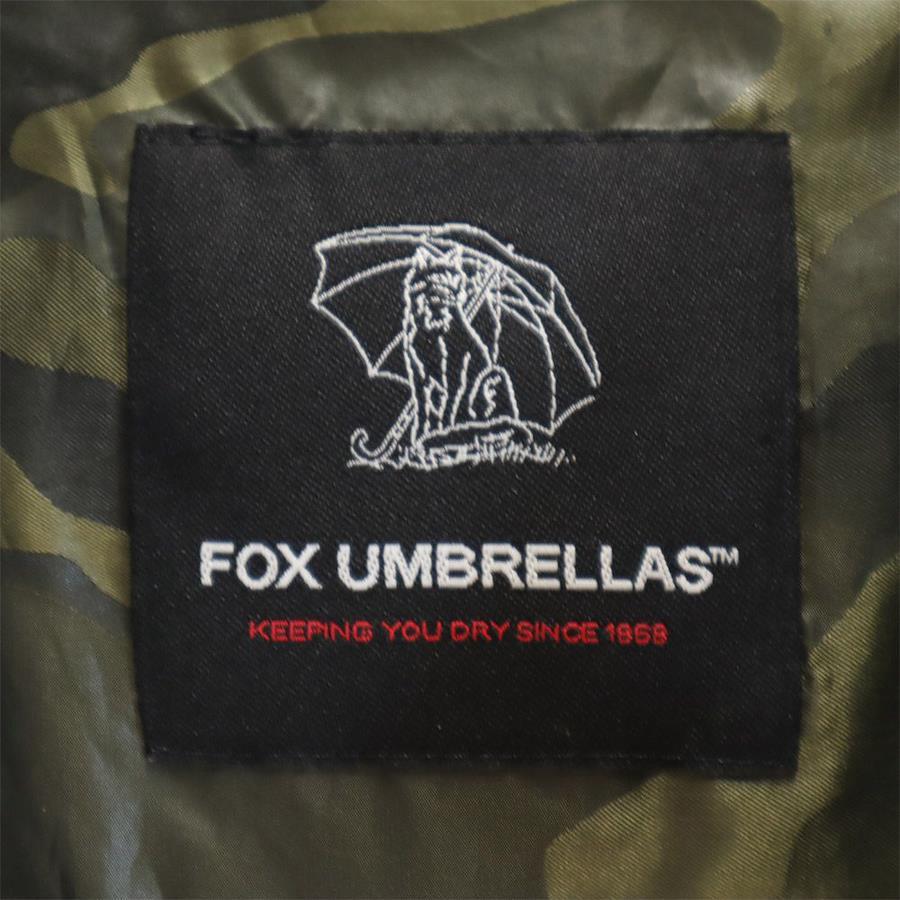 FOX UMBRELLAS™
KEEPING YOU DRY SINCE 1868